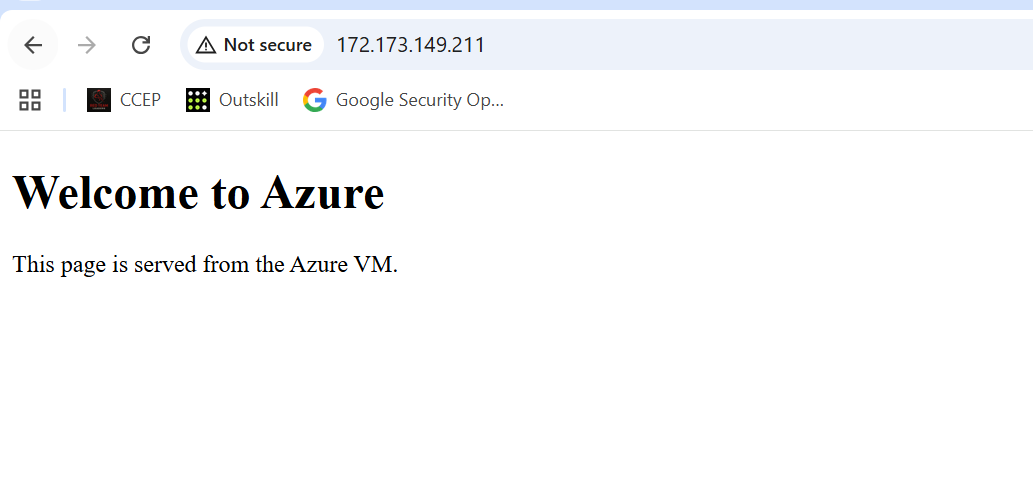 Not secure 172.173.149.211
CCEP Outskill Google Security Op...
Welcome to Azure
This page is served from the Azure VM.